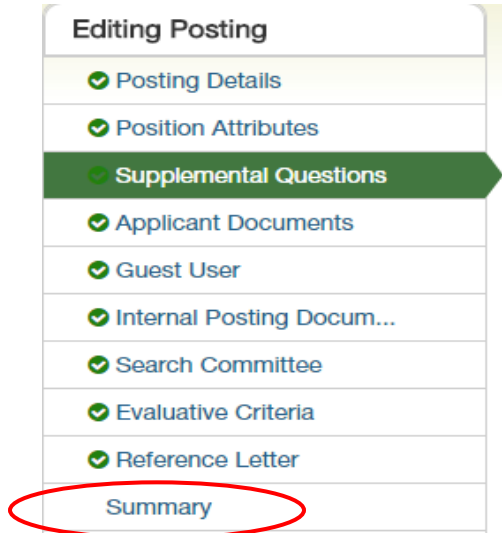 Editing Posting
Posting Details
Position Attributes
Supplemental Questions
Applicant Documents
Guest User
Internal Posting Docum...
Search Committee
Evaluative Criteria
Reference Letter
Summary